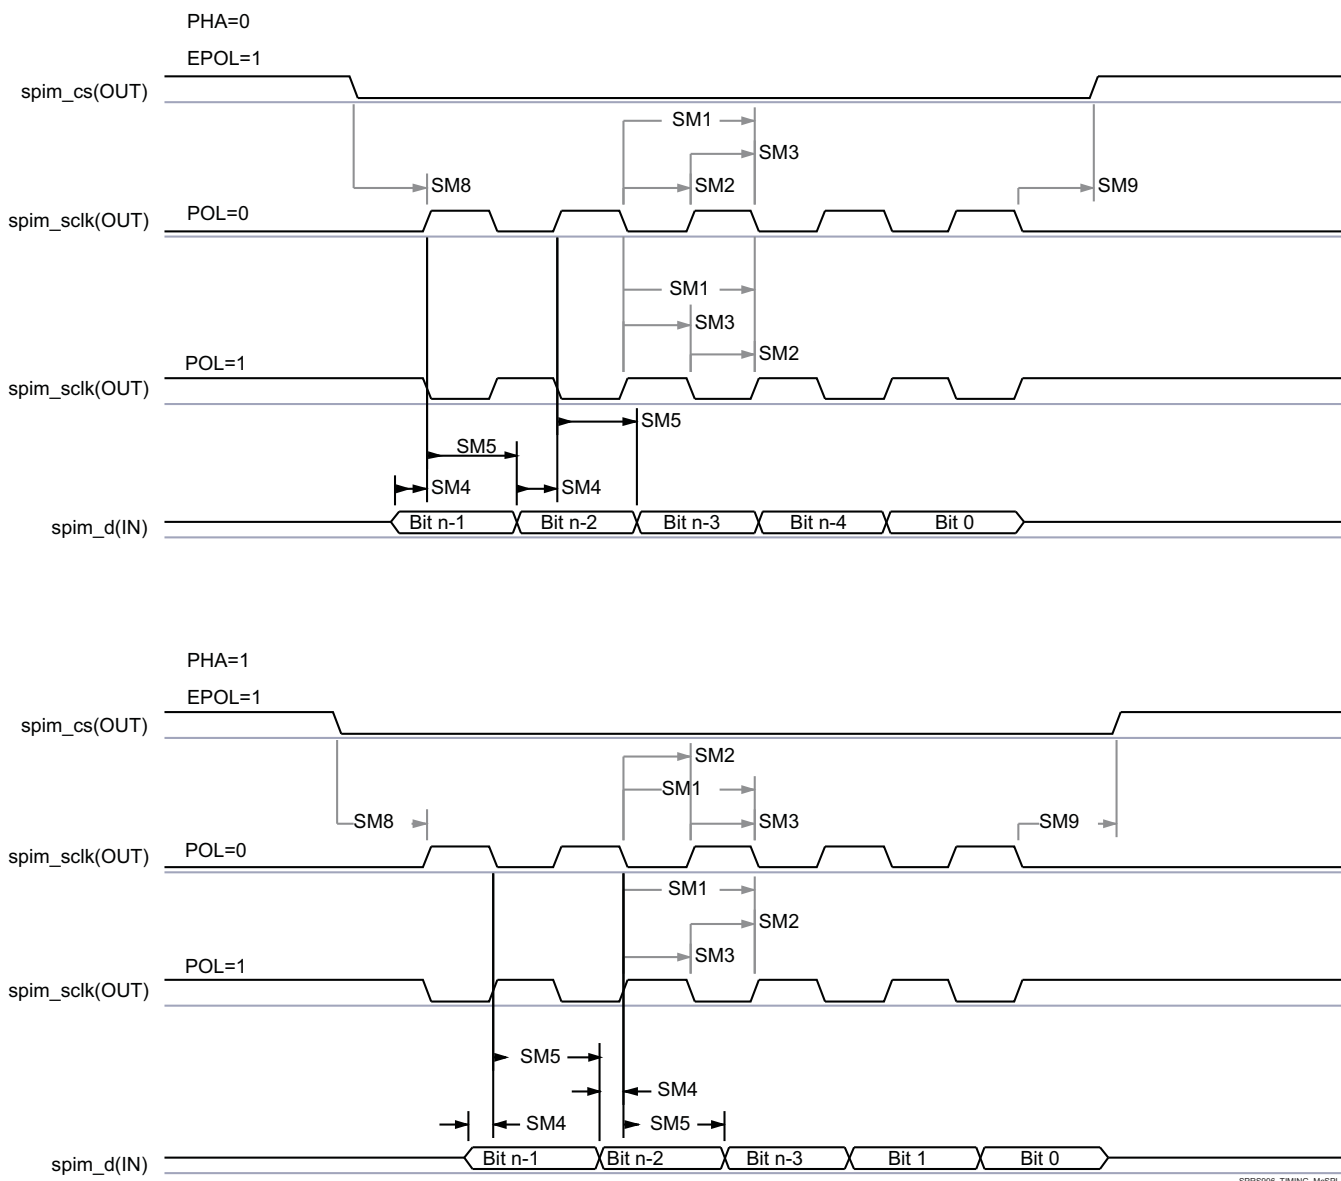 PHA=0
EPOL=1
spim_cs(OUT)
SM1
SM3
SM8
SM2
SM9
spim_sclk(OUT)
POL=0
SM1
SM3
SM2
POL=1
spim_sclk(OUT)
SM5
SM5
SM4
SM4
spim_d(IN)
Bit n-1
Bit n-2
Bit n-3
Bit n-4
Bit 0
PHA=1
EPOL=1
spim_cs(OUT)
SM2
SM1
SM8
SM3
SM9
spim_sclk(OUT)
POL=0
SM1
SM2
SM3
POL=1
spim_sclk(OUT)
SM5
SM4
SM4
SM5
spim_d(IN)
Bit n-1
Bit n-2
Bit n-3
Bit 1
Bit 0